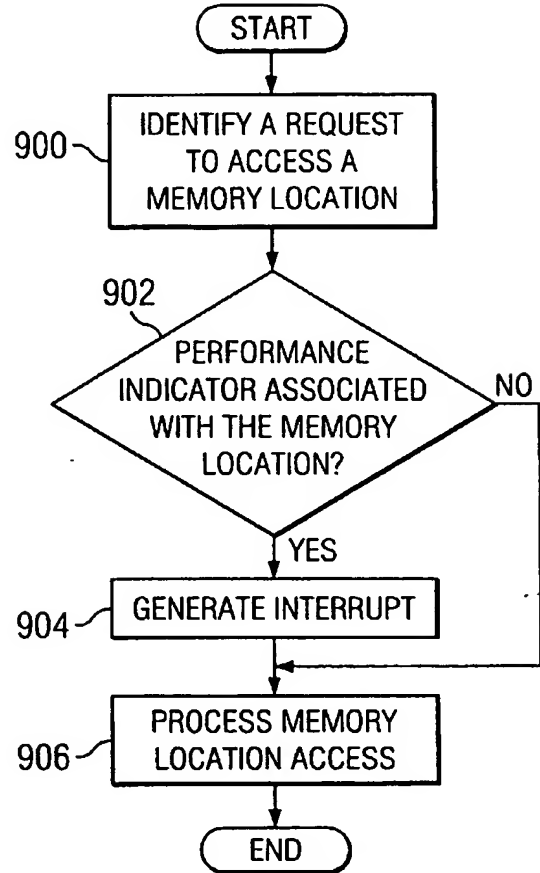 START
900
IDENTIFY A REQUEST
TO ACCESS A
MEMORY LOCATION
902
PERFORMANCE
INDICATOR ASSOCIATED
WITH THE MEMORY
LOCATION?
NO
YES
904
GENERATE INTERRUPT
906
PROCESS MEMORY
LOCATION ACCESS
END